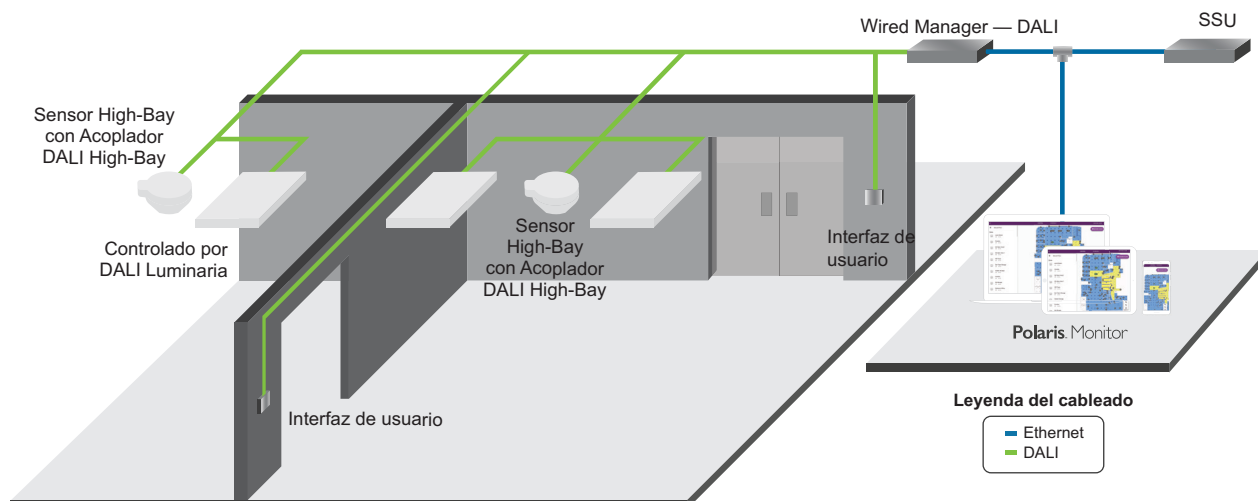 Wired Manager — DALI
SSU
Sensor High-Bay
con Acoplador
DALI High-Bay
Controlado por
DALI Luminaria
Sensor
High-Bay
con Acoplador
DALI High-Bay
Interfaz de
usuario
Interfaz de usuario
Polaris. Monitor
Leyenda del cableado
Ethernet
DALI